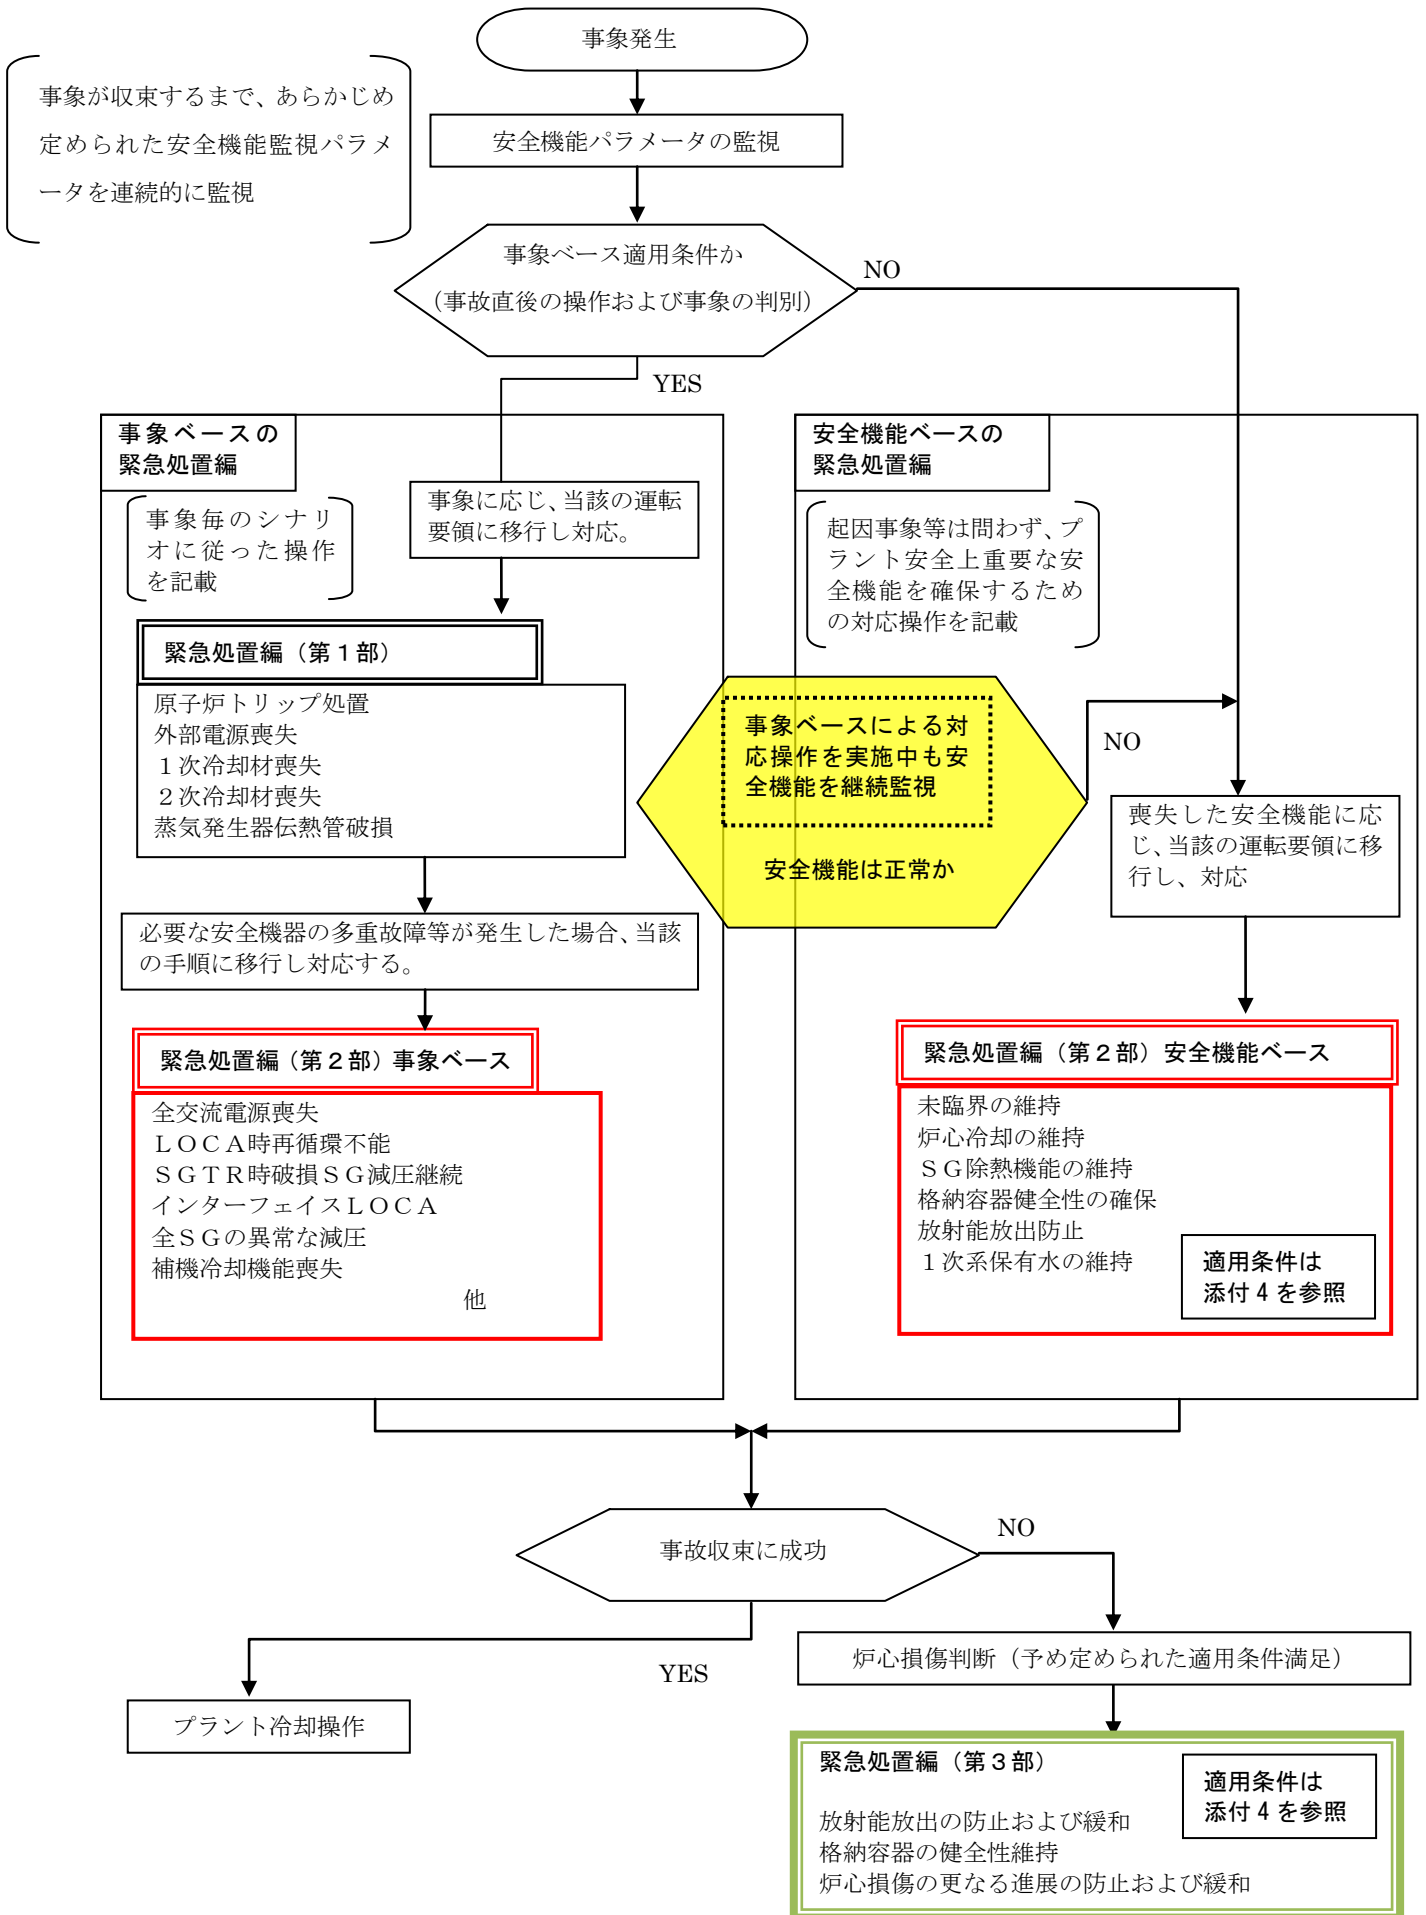 事象発生
事象が収束するまで、あらかじめ
定められた安全機能監視パラメ
ータを連続的に監視
安全機能パラメータの監視
事象ベース適用条件か
（事故直後の操作および事象の判別）
NO
YES
事象ベースの
緊急処置編
事象毎のシナリ
オに従った操作
を記載
事象に応じ、当該の運転
要領に移行し対応。
緊急処置編（第１部）
原子炉トリップ処置
外部電源喪失
１次冷却材喪失
２次冷却材喪失
蒸気発生器伝熱管破損
必要な安全機器の多重故障等が発生した場合、当該
の手順に移行し対応する。
緊急処置編（第２部）事象ベース
全交流電源喪失
ＬＯＣＡ時再循環不能
ＳＧＴＲ時破損ＳＧ減圧継続
インターフェイスＬＯＣＡ
全ＳＧの異常な減圧
補機冷却機能喪失
他
事象ベースによる対
応操作を実施中も安
全機能を継続監視
安全機能は正常か
NO
安全機能ベースの
緊急処置編
起因事象等は問わず、プ
ラント安全上重要な安
全機能を確保するため
の対応操作を記載
喪失した安全機能に応
じ、当該の運転要領に移
行し、対応
緊急処置編（第２部）安全機能ベース
未臨界の維持
炉心冷却の維持
ＳＧ除熱機能の維持
格納容器健全性の確保
放射能放出防止
１次系保有水の維持
適用条件は
添付４を参照
事故収束に成功
NO
YES
プラント冷却操作
炉心損傷判断（予め定められた適用条件満足）
緊急処置編（第３部）
適用条件は
添付４を参照
放射能放出の防止および緩和
格納容器の健全性維持
炉心損傷の更なる進展の防止および緩和